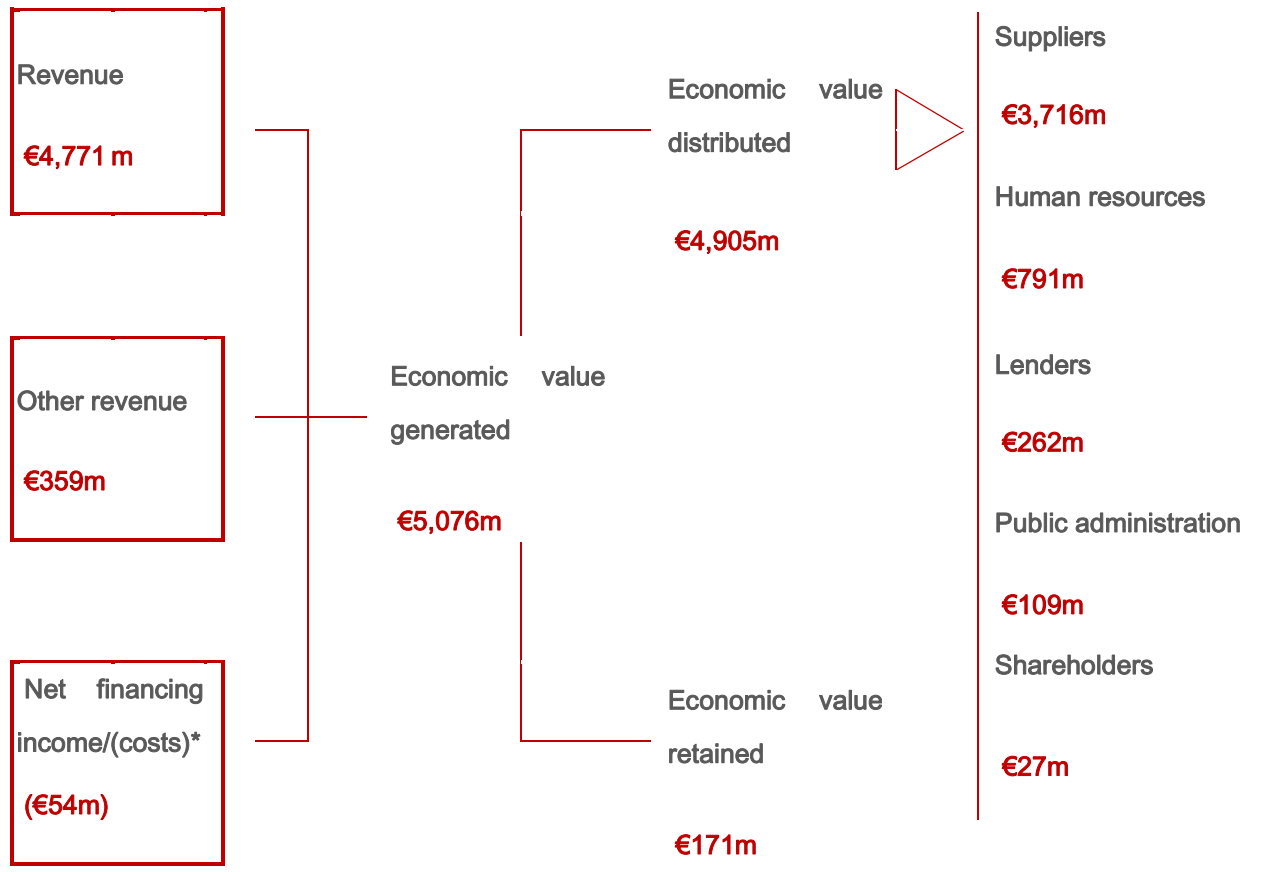 Revenue
€4,771 m
Other revenue
€359m
Net financing
income/(costs)*
(€54m)
Economic value
generated
€5,076m
Economic value
distributed
€4,905m
Economic value
retained
€171m
Suppliers
€3,716m
Human resources
€791m
Lenders
€262m
Public administration
€109m
Shareholders
€27m